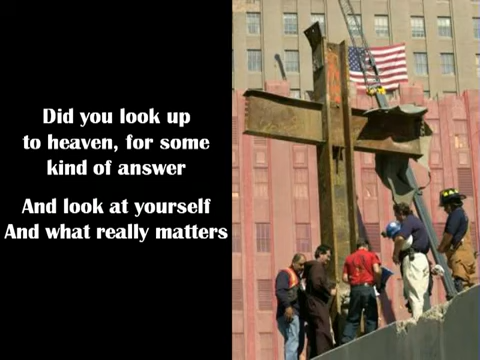 Did you look up
to heaven, for some
kind of answer
And look at yourself
And what really matters